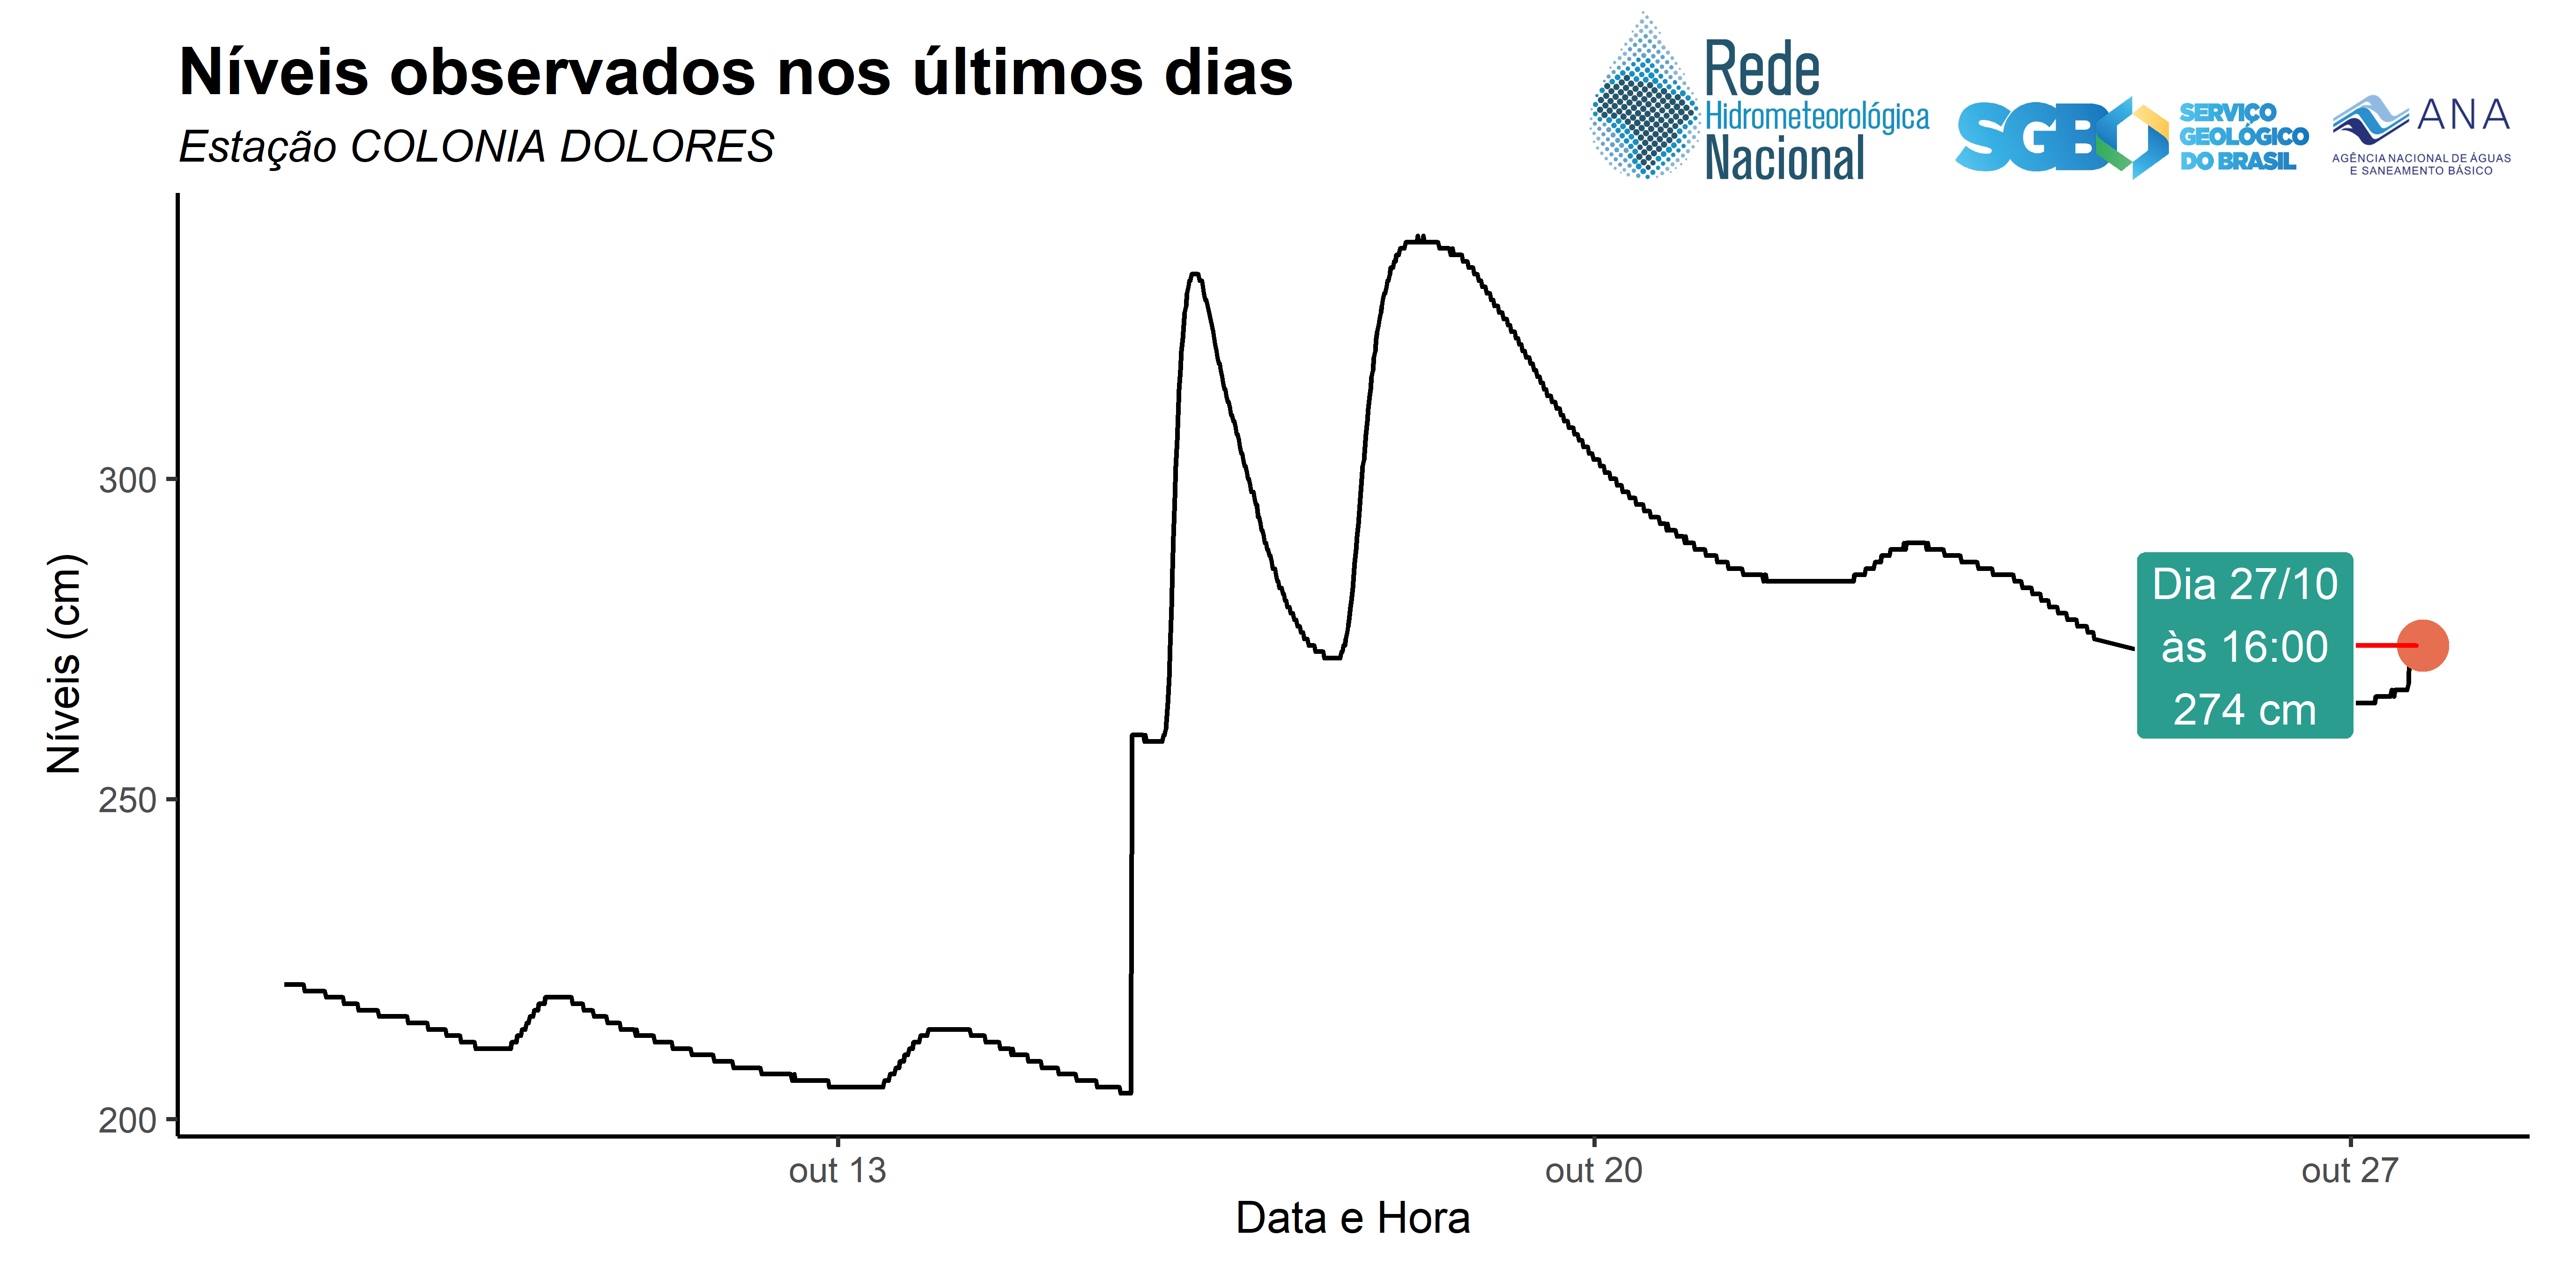 Níveis observados nos últimos dias
Estação COLONIA DOLORES
Rede
Hidrometeorológica
Nacional
SGB
SERVIÇO
GEOLÓGICO
DO BRASIL
ANA
AGÊNCIA NACIONAL DE ÁGUAS
E SANEAMENTO BÁSICO
Níveis (cm)
300
250
200
Dia 27/10
às 16:00
274 cm
out 13
out 20
out 27
Data e Hora